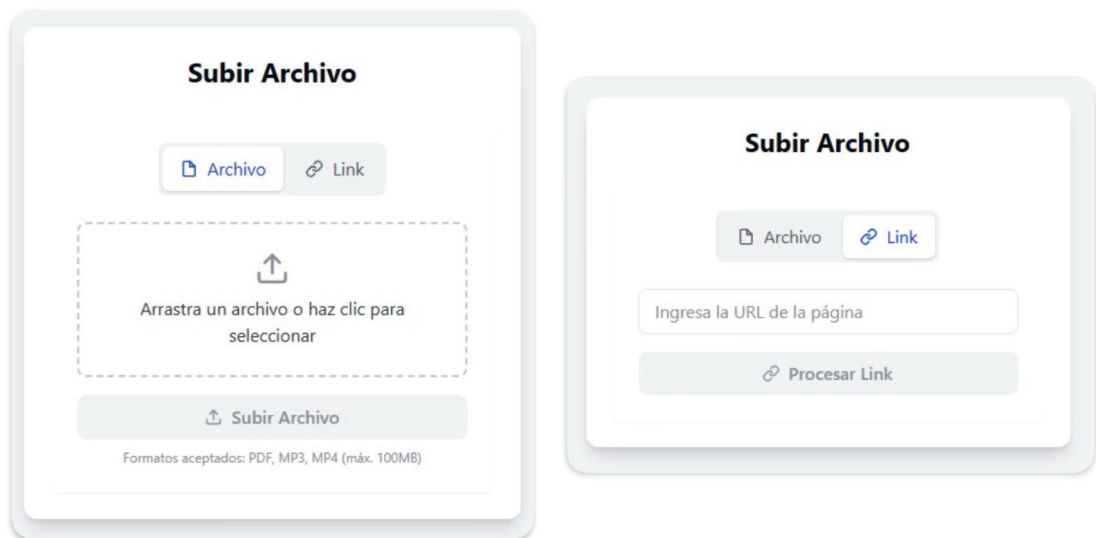 Subir Archivo
Archivo
Link
Arrastra un archivo o haz clic para
seleccionar
Subir Archivo
Formatos aceptados: PDF, MP3, MP4 (máx. 100MB)
Subir Archivo
Archivo
Link
Ingresa la URL de la página
Procesar Link